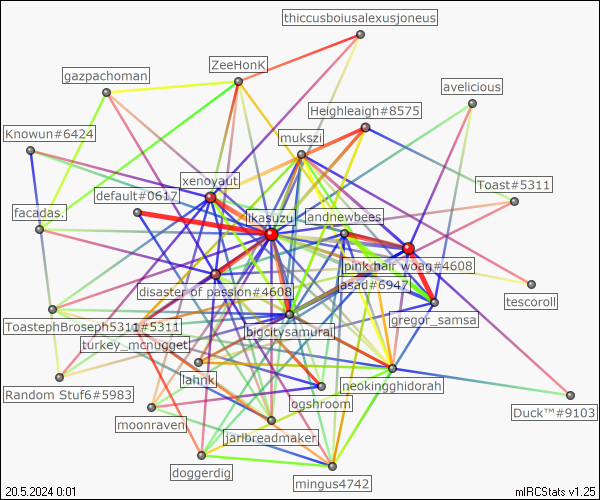 thiccusboiusalexusjoneus
ZeeHonK
gazpachoman
avelicious
Heighleaigh#8575
Knowun#6424
mukszi
xenoyaut
Toast#5311
default#0617
facadas.
likasuzu
andnewbees
pink hair woag#4608
disaster of passion#4608
asad#6947
tescoroll
ToastephBroseph5311#5311
bigcitysamurai
gregor_samsa
turkey_mcnugget
lahnk
neokingghidorah
Random Stuf6#5983
ooshroom
Duck™#9103
moonraven
jarlbreadmaker
doggerdig
mingus4742
20.5.2024 0:01
mIRCStats v1.25